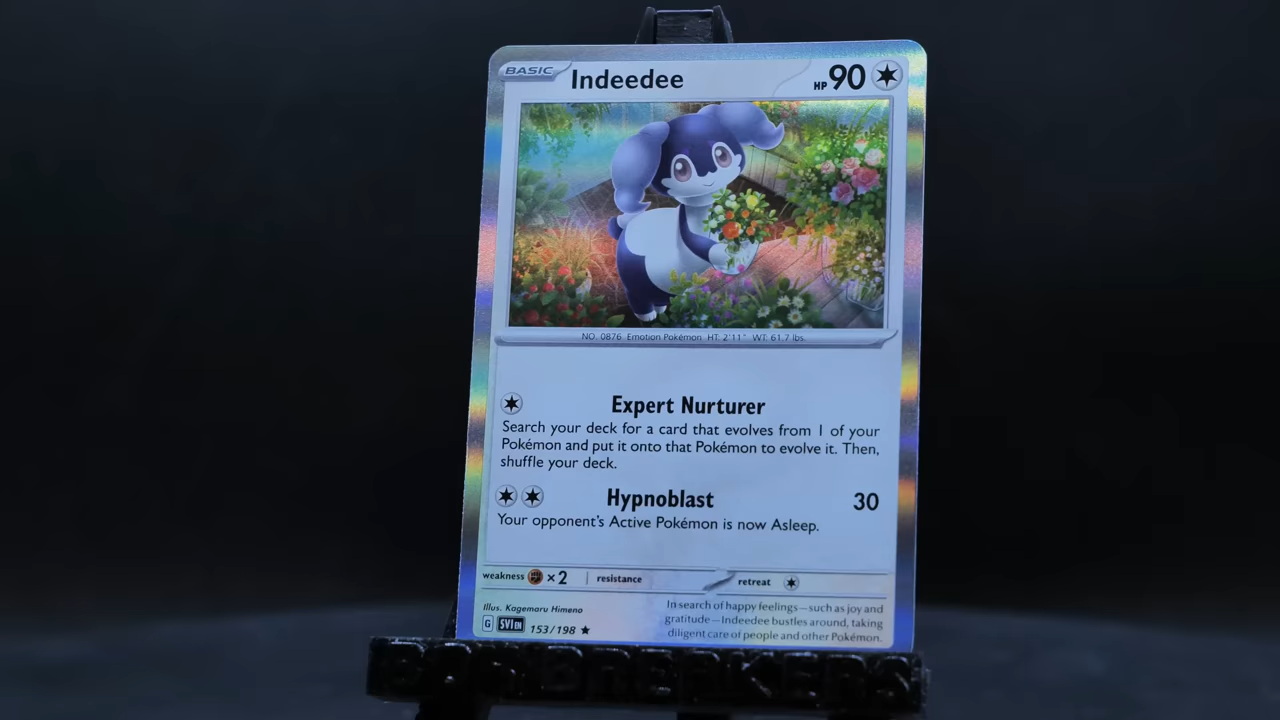 BASIC Indeedee HP 90
NO. 0876 Emotion Pokémon HT: 2'11" WT: 61.7 lbs.
Expert Nurturer
Search your deck for a card that evolves from 1 of your
Pokémon and put it onto that Pokémon to evolve it. Then,
shuffle your deck.
Hypnoblast 30
Your opponent's Active Pokémon is now Asleep.
weakness ×2 resistance retreat
Illus. Kagemaru Himeno
G SVI EN 153/198
In search of happy feelings—such as joy and
gratitude—Indeedee bustles around, taking
diligent care of people and other Pokémon.